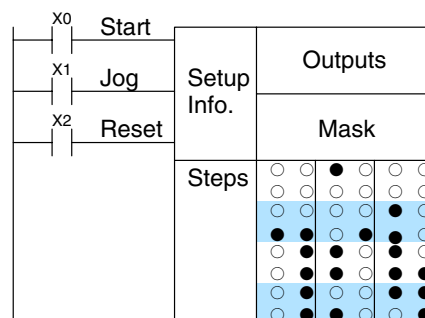 X0
Start
X1
Jog
X2
Reset
Setup
Info.
Outputs
Mask
Steps